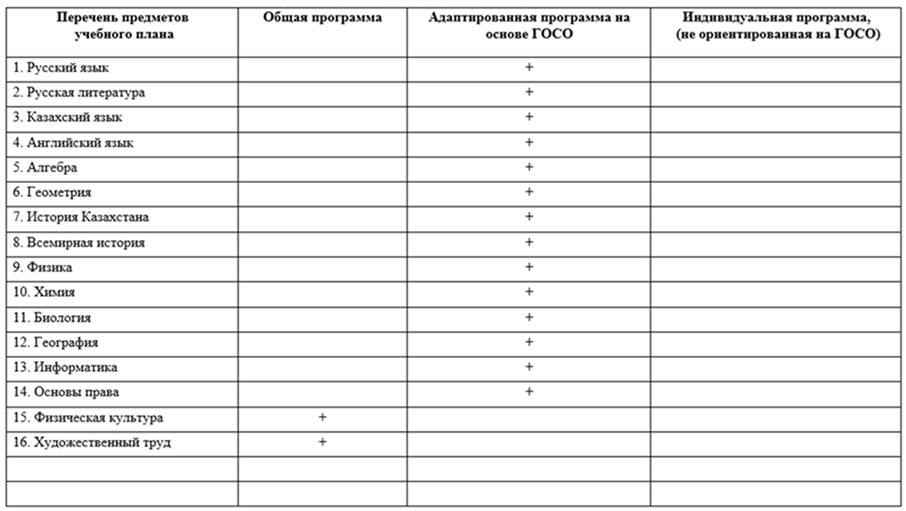 Перечень предметов учебного плана | Общая программа | Адаптированная программа на основе ГОСО | Индивидуальная программа, (не ориентированная на ГОСО)
1. Русский язык | | + |
2. Русская литература | | + |
3. Казахский язык | | + |
4. Английский язык | | + |
5. Алгебра | | + |
6. Геометрия | | + |
7. История Казахстана | | + |
8. Всемирная история | | + |
9. Физика | | + |
10. Химия | | + |
11. Биология | | + |
12. География | | + |
13. Информатика | | + |
14. Основы права | | + |
15. Физическая культура | + | |
16. Художественный труд | + | |